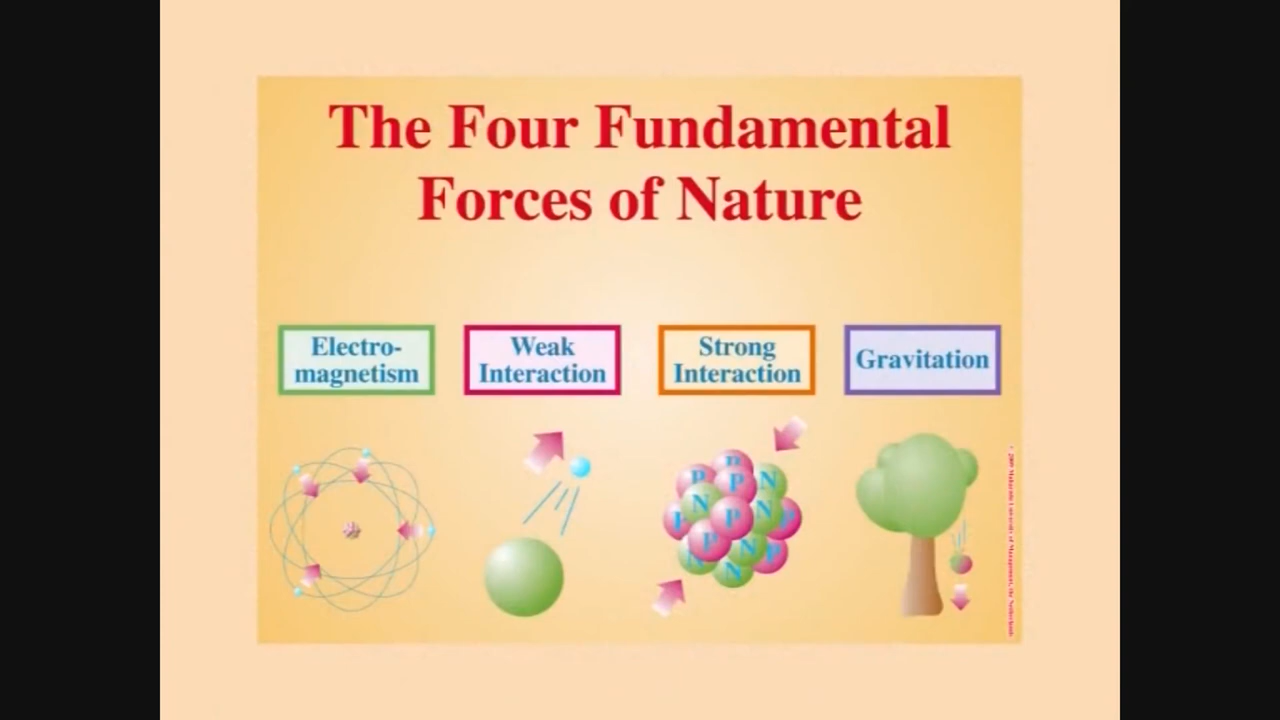 The Four Fundamental
Forces of Nature
Electro-
magnetism
Weak
Interaction
Strong
Interaction
Gravitation
P
P
P
N
N
P
N
P
P
P
N
N
P
N